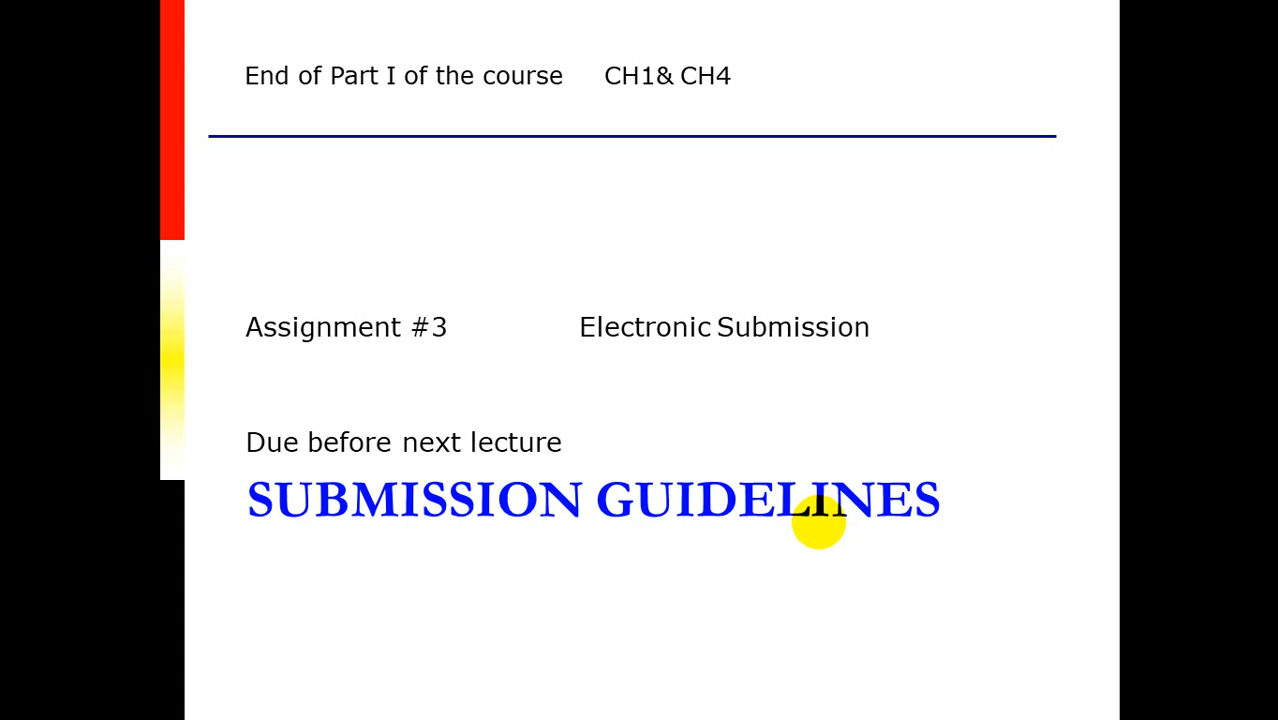 End of Part I of the course CH1& CH4
Assignment #3 Electronic Submission
Due before next lecture
SUBMISSION GUIDELINES